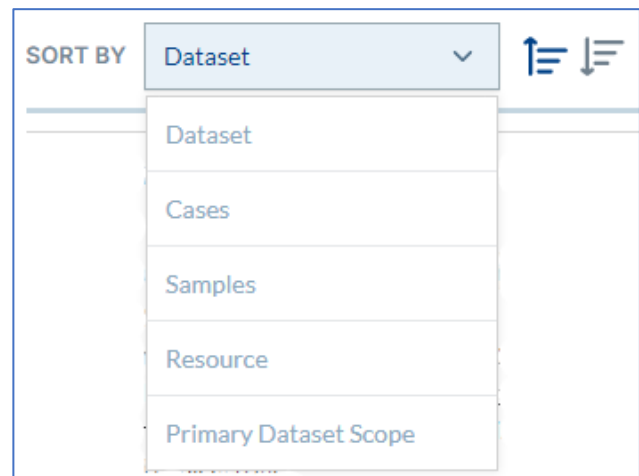 SORT BY Dataset
Dataset
Cases
Samples
Resource
Primary Dataset Scope